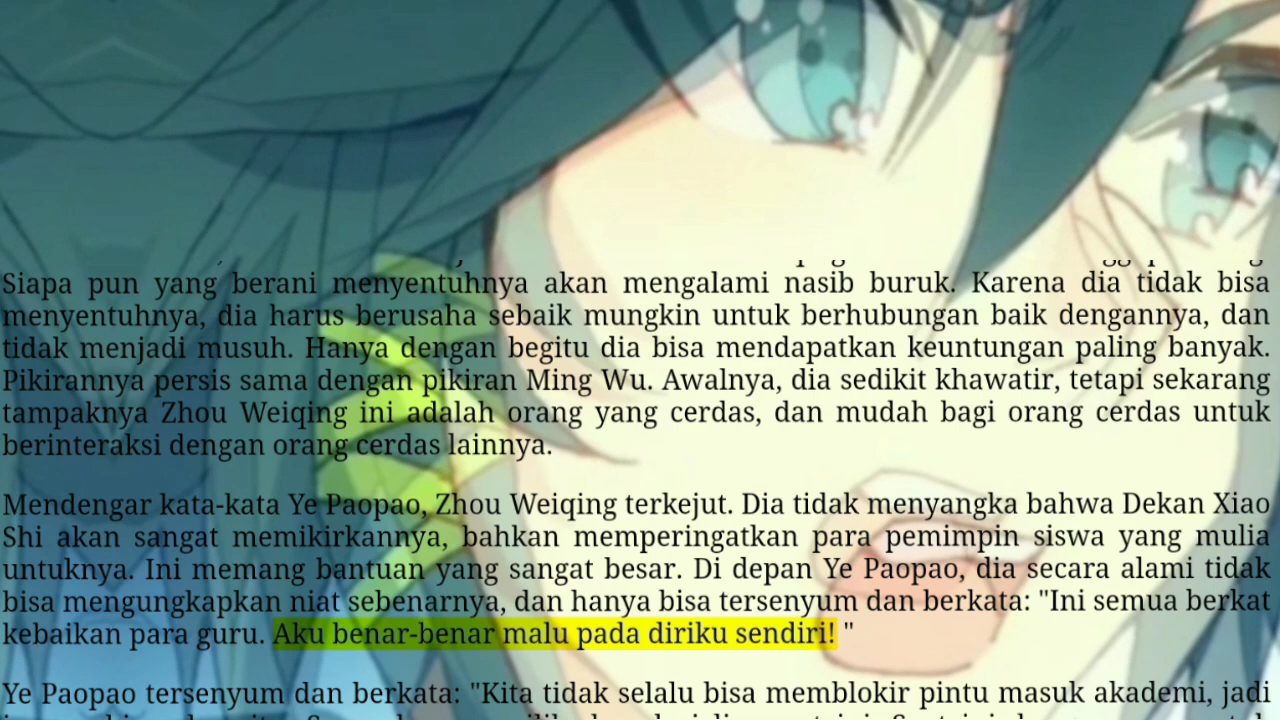 Siapa pun yang berani menyentuhnya akan mengalami nasib buruk. Karena dia tidak bisa
menyentuhnya, dia harus berusaha sebaik mungkin untuk berhubungan baik dengannya, dan
tidak menjadi musuh. Hanya dengan begitu dia bisa mendapatkan keuntungan paling banyak.
Pikirannya persis sama dengan pikiran Ming Wu. Awalnya, dia sedikit khawatir, tetapi sekarang
tampaknya Zhou Weiqing ini adalah orang yang cerdas, dan mudah bagi orang cerdas untuk
berinteraksi dengan orang cerdas lainnya.
Mendengar kata-kata Ye Paopao, Zhou Weiqing terkejut. Dia tidak menyangka bahwa Dekan Xiao
Shi akan sangat memikirkannya, bahkan memperingatkan para pemimpin siswa yang mulia
untuknya. Ini memang bantuan yang sangat besar. Di depan Ye Paopao, dia secara alami tidak
bisa mengungkapkan niat sebenarnya, dan hanya bisa tersenyum dan berkata: "Ini semua berkat
kebaikan para guru. Aku benar-benar malu pada diriku sendiri! "
Ye Paopao tersenyum dan berkata: "Kita tidak selalu bisa memblokir pintu masuk akademi, jadi